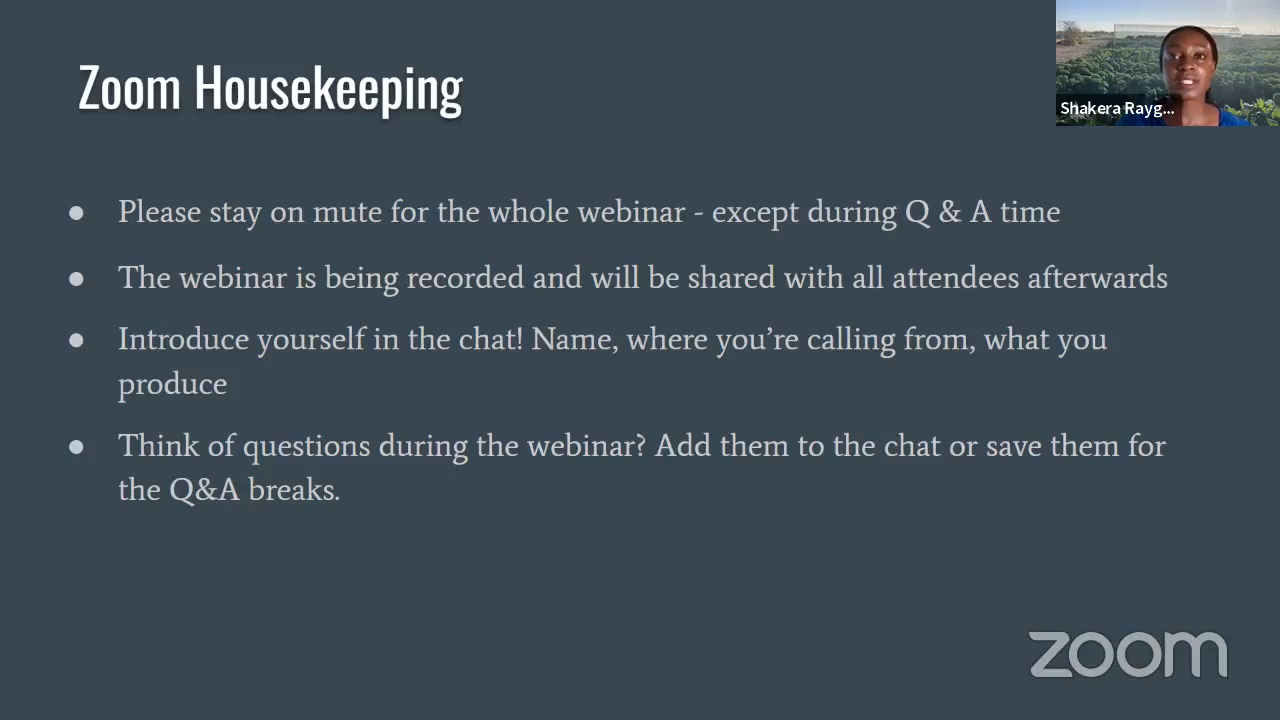 Zoom Housekeeping
Shakera Rayg...
● Please stay on mute for the whole webinar - except during Q & A time
● The webinar is being recorded and will be shared with all attendees afterwards
● Introduce yourself in the chat! Name, where you’re calling from, what you
produce
● Think of questions during the webinar? Add them to the chat or save them for
the Q&A breaks.
zoom